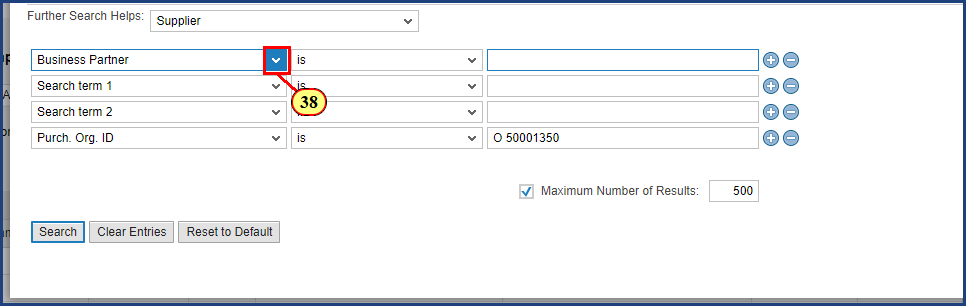 Further Search Helps: Supplier
Business Partner is
Search term 1 is
38
Search term 2
Purch. Org. ID is O 50001350
Maximum Number of Results: 500
Search Clear Entries Reset to Default